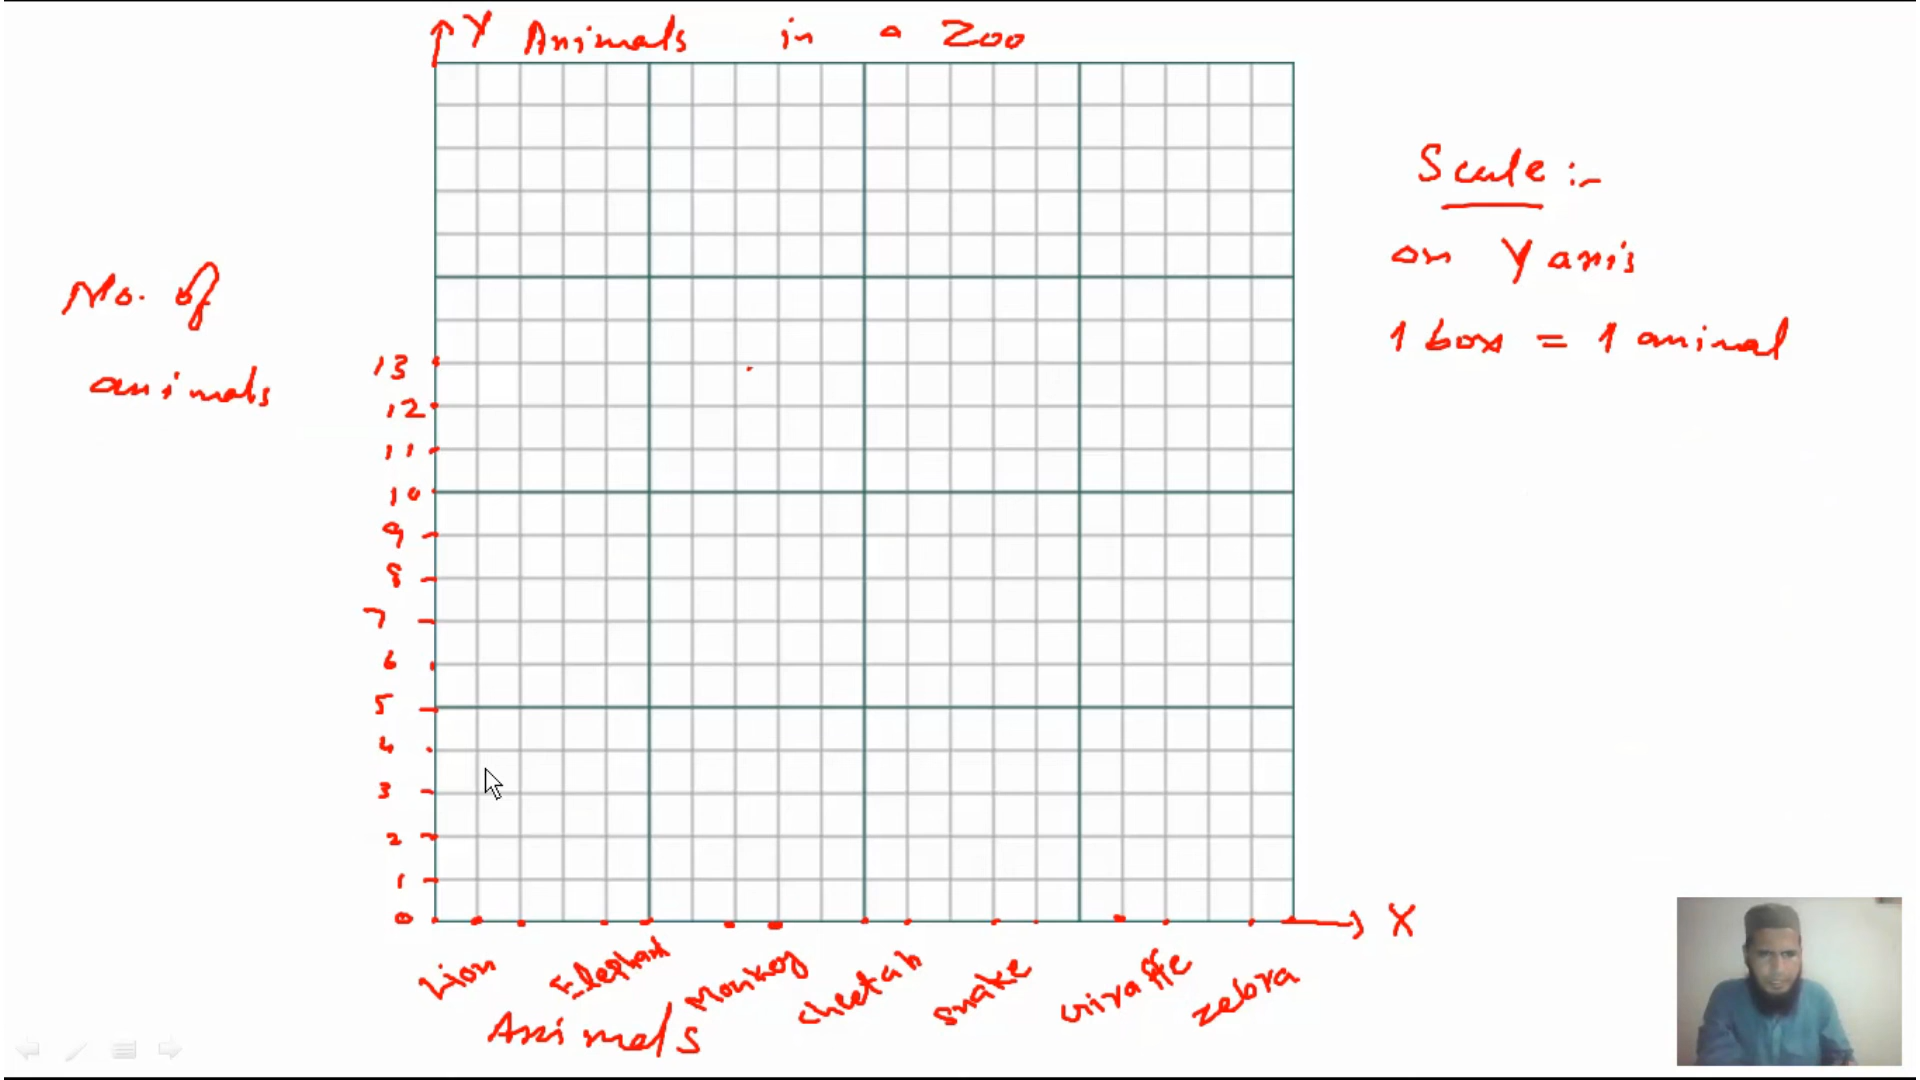 Y Animals in a Zoo
Scale :-
on Y axis
1 box = 1 animal
No. of
animals
13
12
11
10
9
8
7
6
5
4
3
2
1
0
X
Lion Elephant Monkey cheetah snake Giraffe zebra
Animals